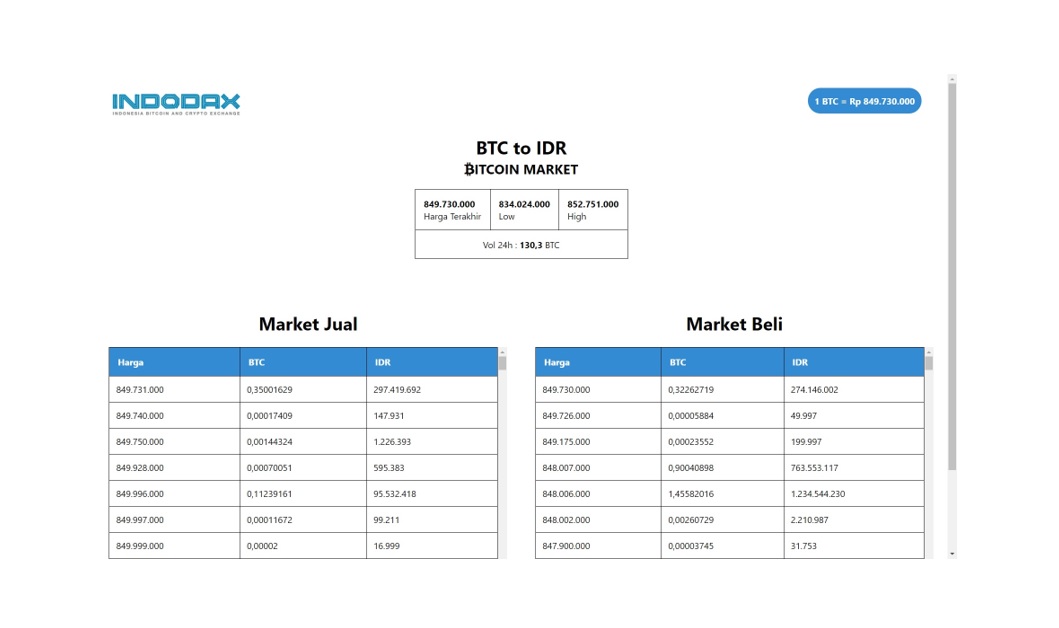 INDODAX
INDONESIA BITCOIN AND CRYPTO EXCHANGE
1 BTC = Rp 849.730.000
BTC to IDR
₿ITCOIN MARKET
849.730.000 834.024.000 852.751.000
Harga Terakhir Low High
Vol 24h : 130,3 BTC
Market Jual
Harga BTC IDR
849.731.000 0,35001629 297.419.692
849.740.000 0,00017409 147.931
849.750.000 0,00144324 1.226.393
849.928.000 0,00070051 595.383
849.996.000 0,11239161 95.532.418
849.997.000 0,00011672 99.211
849.999.000 0,00002 16.999
Market Beli
Harga BTC IDR
849.730.000 0,32262719 274.146.002
849.726.000 0,00005884 49.997
849.175.000 0,00023552 199.997
848.007.000 0,90040898 763.553.117
848.006.000 1,45582016 1.234.544.230
848.002.000 0,00260729 2.210.987
847.900.000 0,00003745 31.753